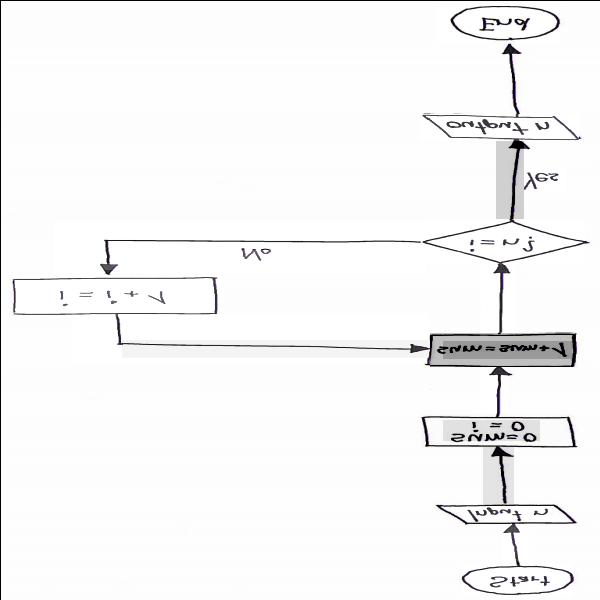 Start
Input n
sum=0
i = 0
sum = sum + 1
i = i + 1
No
i = n ?
Yes
Output n
End